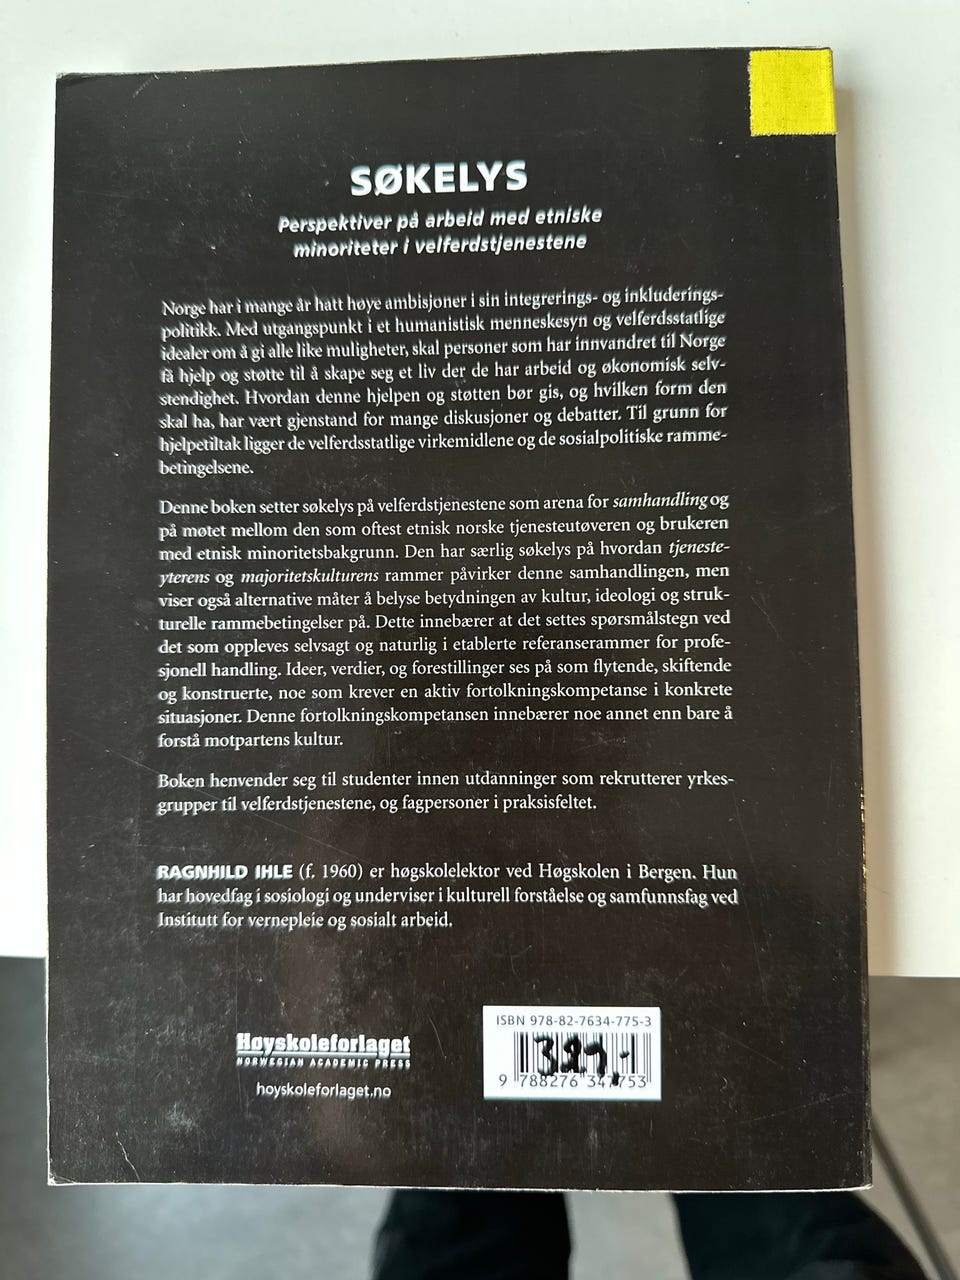 SØKELYS
Perspektiver på arbeid med etniske
minoriteter i velferdstjenestene
Norge har i mange år hatt høye ambisjoner i sin integrerings- og inkluderings-
politikk. Med utgangspunkt i et humanistisk menneskesyn og velferdsstatlige
idealer om å gi alle like muligheter, skal personer som har innvandret til Norge
få hjelp og støtte til å skape seg et liv der de har arbeid og økonomisk selv-
stendighet. Hvordan denne hjelpen og støtten bør gis, og hvilken form den
skal ha, har vært gjenstand for mange diskusjoner og debatter. Til grunn for
hjelpetiltak ligger de velferdsstatlige virkemidlene og de sosialpolitiske ramme-
betingelsene.
Denne boken setter søkelys på velferdstjenestene som arena for samhandling og
på møtet mellom den som oftest etnisk norske tjenesteutøveren og brukeren
med etnisk minoritetsbakgrunn. Den har særlig søkelys på hvordan tjeneste-
yterens og majoritetskulturens rammer påvirker denne samhandlingen, men
viser også alternative måter å belyse betydningen av kultur, ideologi og struk-
turelle rammebetingelser på. Dette innebærer at det settes spørsmålstegn ved
det som oppleves selvsagt og naturlig i etablerte referanserammer for profe-
sjonell handling. Ideer, verdier, og forestillinger ses på som flytende, skiftende
og konstruerte, noe som krever en aktiv fortolkningskompetanse i konkrete
situasjoner. Denne fortolkningskompetansen innebærer noe annet enn bare å
forstå motpartens kultur.
Boken henvender seg til studenter innen utdanninger som rekrutterer yrkes-
grupper til velferdstjenestene, og fagpersoner i praksisfeltet.
RAGNHILD IHLE (f. 1960) er høgskolelektor ved Høgskolen i Bergen. Hun
har hovedfag i sosiologi og underviser i kulturell forståelse og samfunnsfag ved
Institutt for vernepleie og sosialt arbeid.
Høyskoleforlaget
NORWEGIAN ACADEMIC PRESS
hoyskoleforlaget.no
ISBN 978-82-7634-775-3
329,-
9 788276 347753